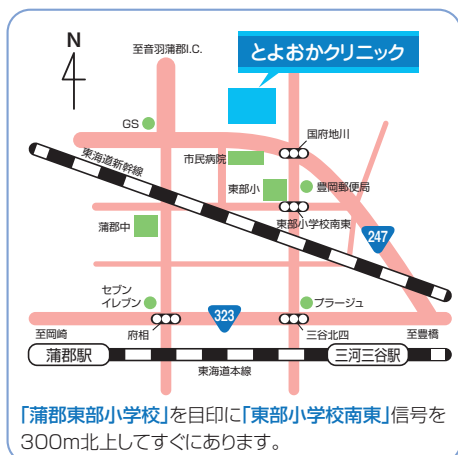 N
至音羽蒲郡I.C.
とよおかクリニック
GS
国府地川
東海道新幹線
市民病院
東部小
豊岡郵便局
蒲郡中
東部小学校南東
247
セブン
イレブン
プラージュ
323
至岡崎
府相
三谷北四
至豊橋
蒲郡駅
三河三谷駅
東海道本線
「蒲郡東部小学校」を目印に「東部小学校南東」信号を
300m北上してすぐにあります。